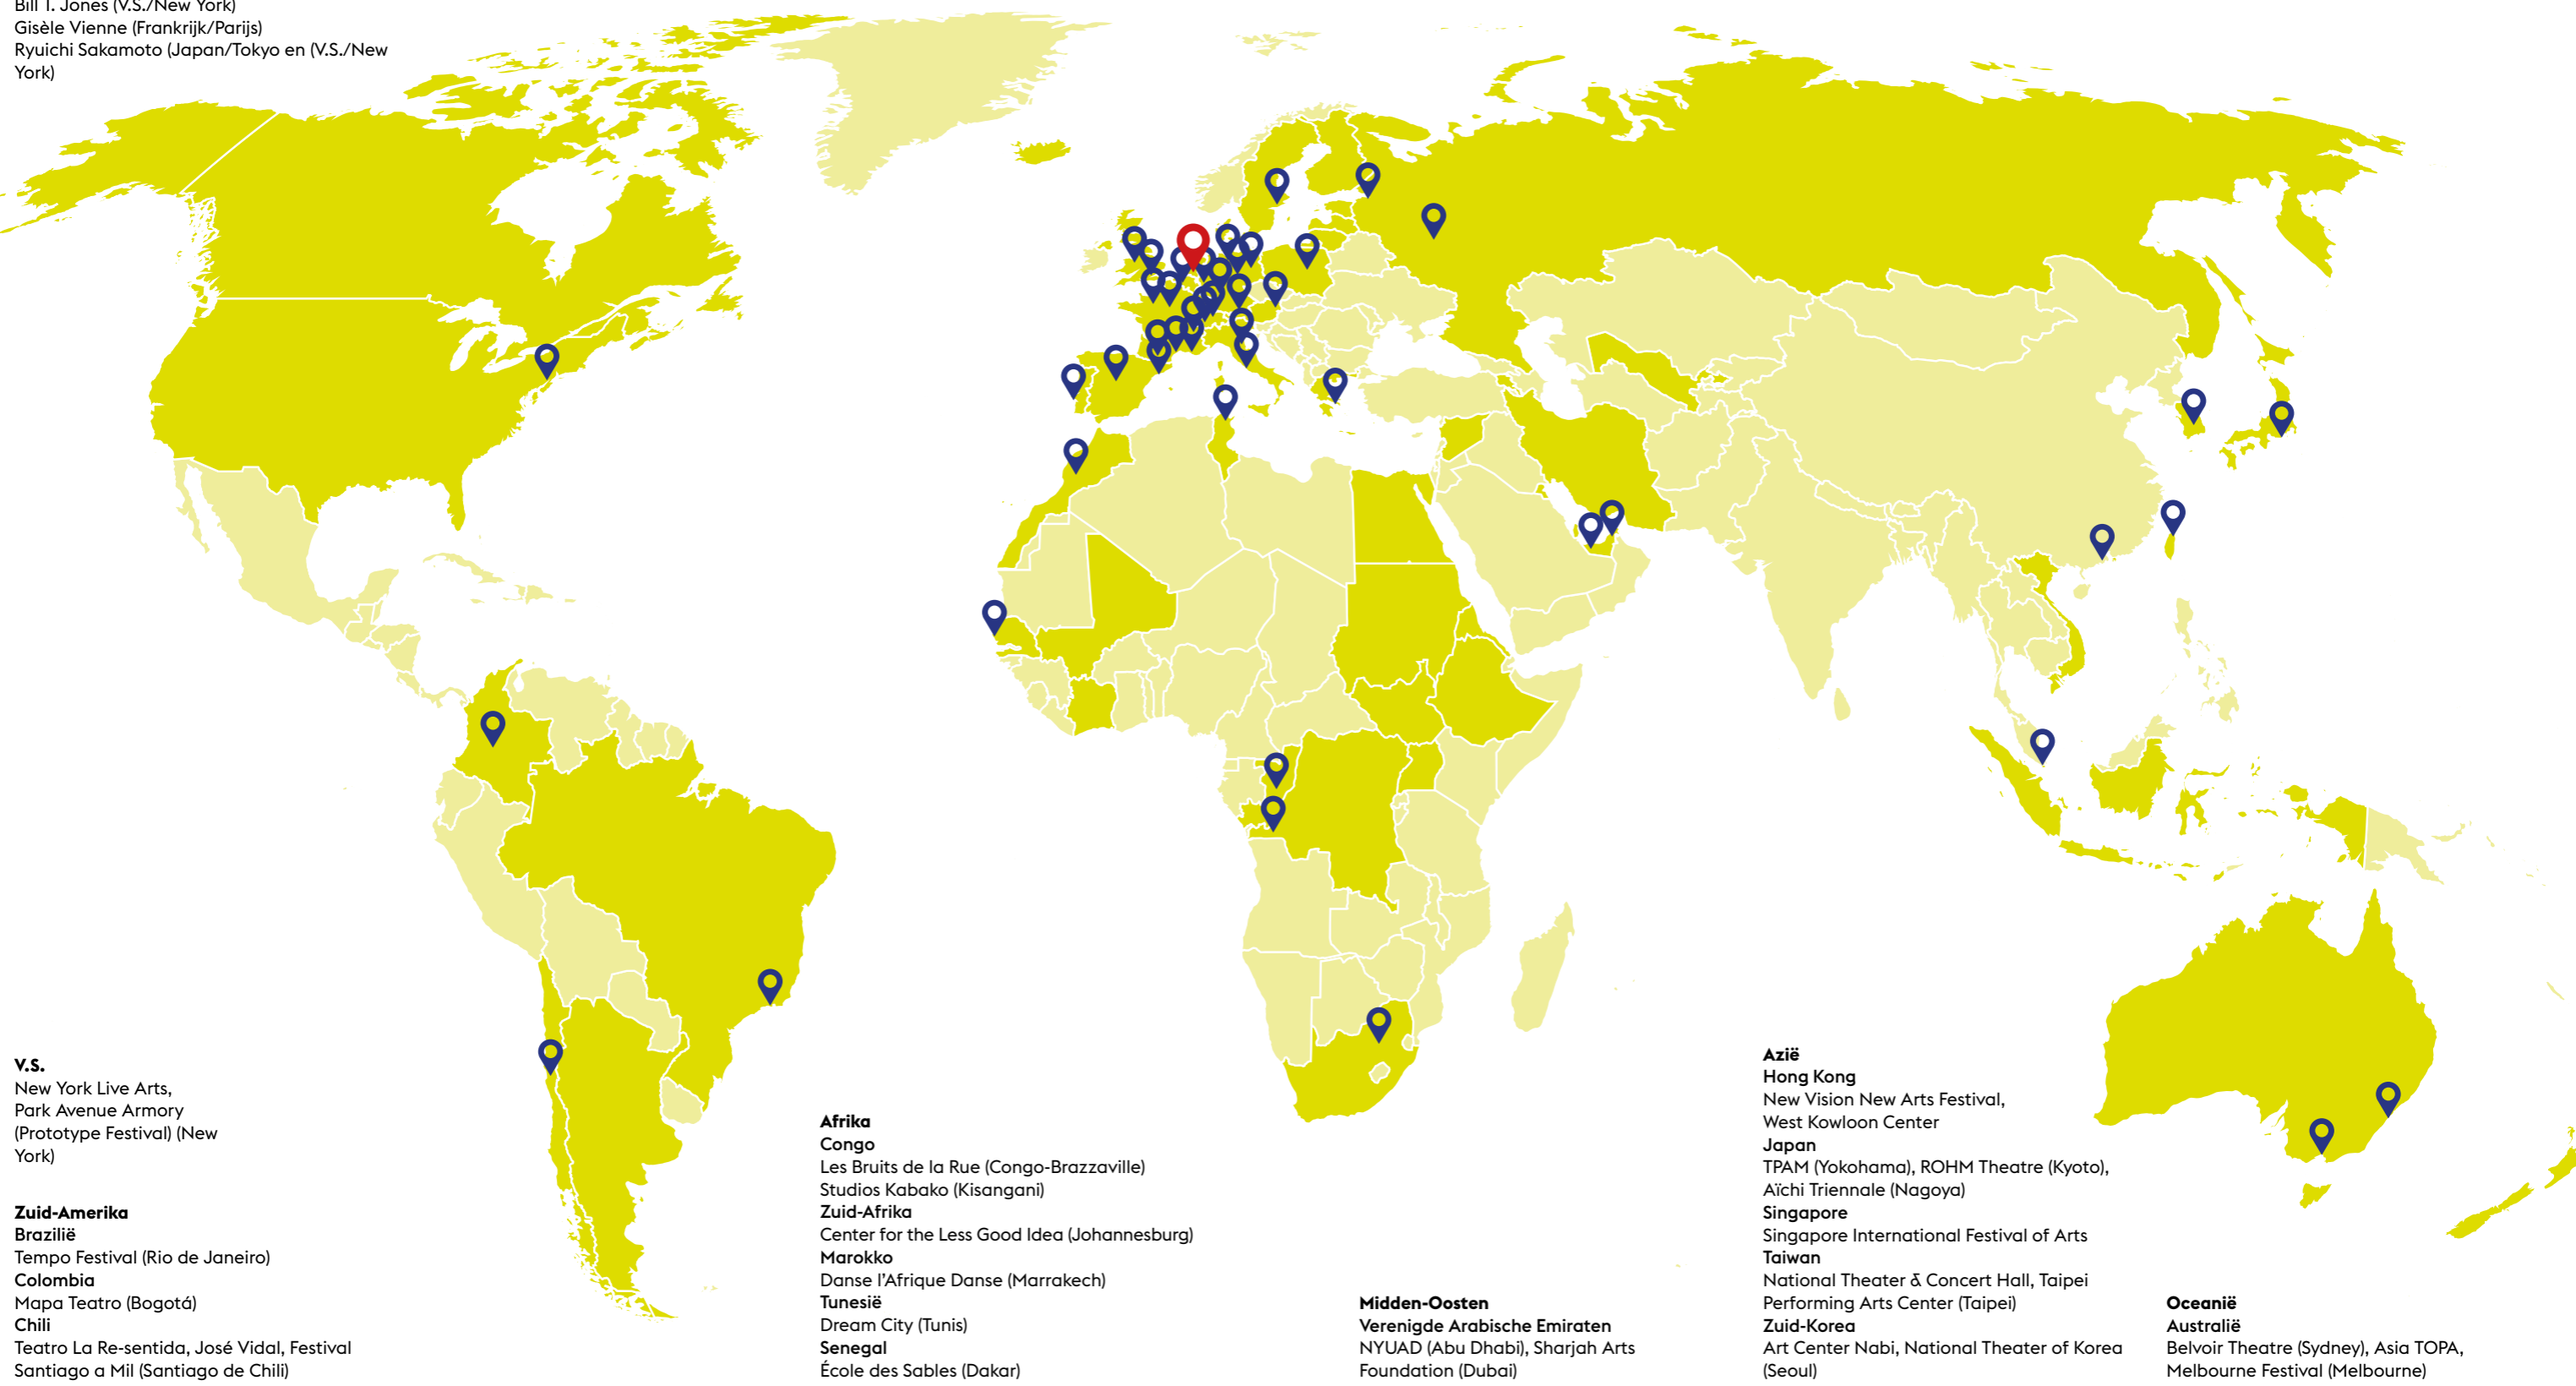 Bill T. Jones (V.S./New York)
Gisèle Vienne (Frankrijk/Parijs)
Ryuichi Sakamoto (Japan/Tokyo en (V.S./New
York)
V.S.
New York Live Arts,
Park Avenue Armory
(Prototype Festival) (New
York)
Zuid-Amerika
Brazilië
Tempo Festival (Rio de Janeiro)
Colombia
Mapa Teatro (Bogotá)
Chili
Teatro La Re-sentida, José Vidal, Festival
Santiago a Mil (Santiago de Chili)
Afrika
Congo
Les Bruits de la Rue (Congo-Brazzaville)
Studios Kabako (Kisangani)
Zuid-Afrika
Center for the Less Good Idea (Johannesburg)
Marokko
Danse l'Afrique Danse (Marrakech)
Tunesië
Dream City (Tunis)
Senegal
École des Sables (Dakar)
Midden-Oosten
Verenigde Arabische Emiraten
NYUAD (Abu Dhabi), Sharjah Arts
Foundation (Dubai)
Azië
Hong Kong
New Vision New Arts Festival,
West Kowloon Center
Japan
TPAM (Yokohama), ROHM Theatre (Kyoto),
Aïchi Triennale (Nagoya)
Singapore
Singapore International Festival of Arts
Taiwan
National Theater & Concert Hall, Taipei
Performing Arts Center (Taipei)
Zuid-Korea
Art Center Nabi, National Theater of Korea
(Seoul)
Oceanië
Australië
Belvoir Theatre (Sydney), Asia TOPA,
Melbourne Festival (Melbourne)